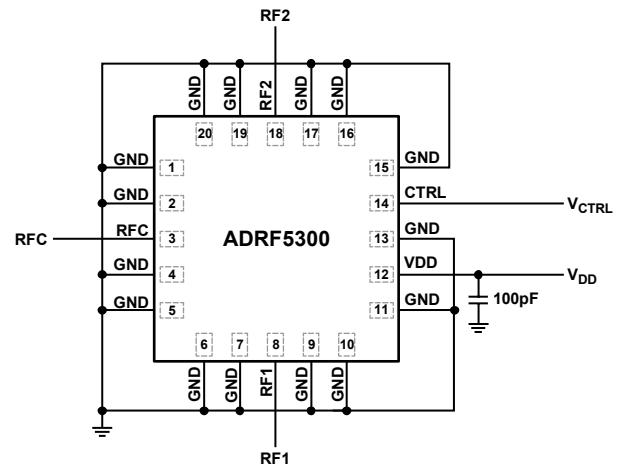 RF2
GND
GND
RF2
GND
GND
20
19
18
17
16
GND
1
15
GND
GND
2
14
CTRL
VCTRL
RFC
RFC
3
ADRF5300
13
GND
GND
4
12
VDD
VDD
GND
5
11
GND
100pF
6
7
8
9
10
GND
GND
RF1
GND
GND
RF1